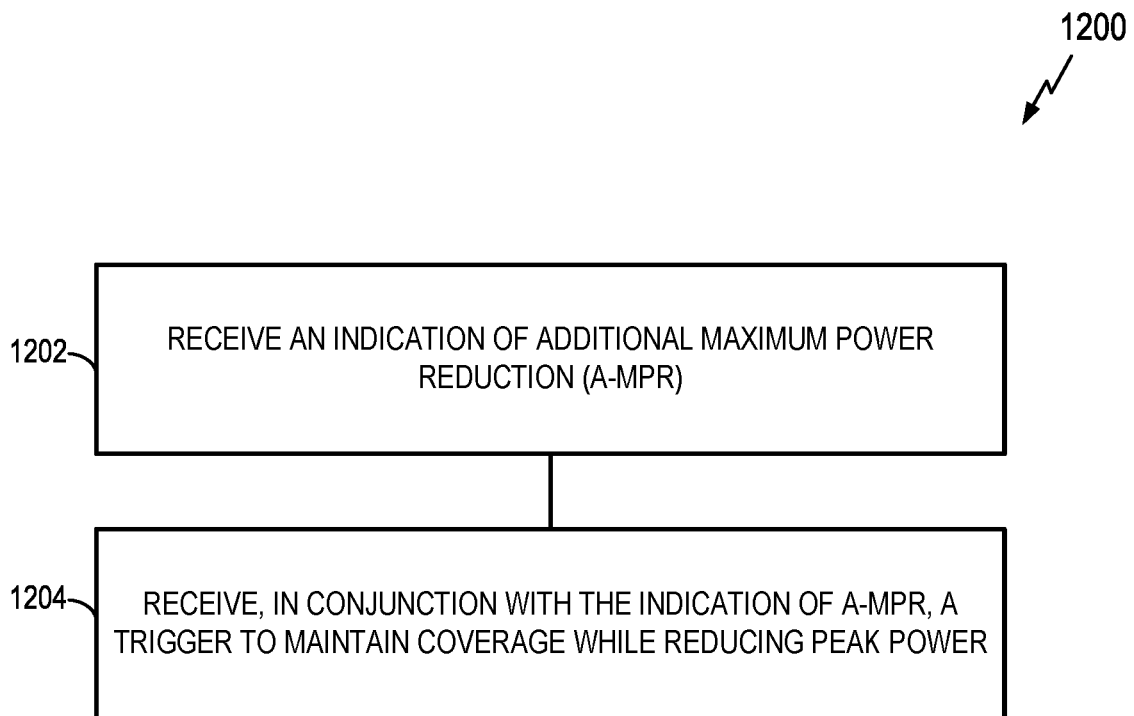 1200
1202
RECEIVE AN INDICATION OF ADDITIONAL MAXIMUM POWER
REDUCTION (A-MPR)
1204
RECEIVE, IN CONJUNCTION WITH THE INDICATION OF A-MPR, A
TRIGGER TO MAINTAIN COVERAGE WHILE REDUCING PEAK POWER